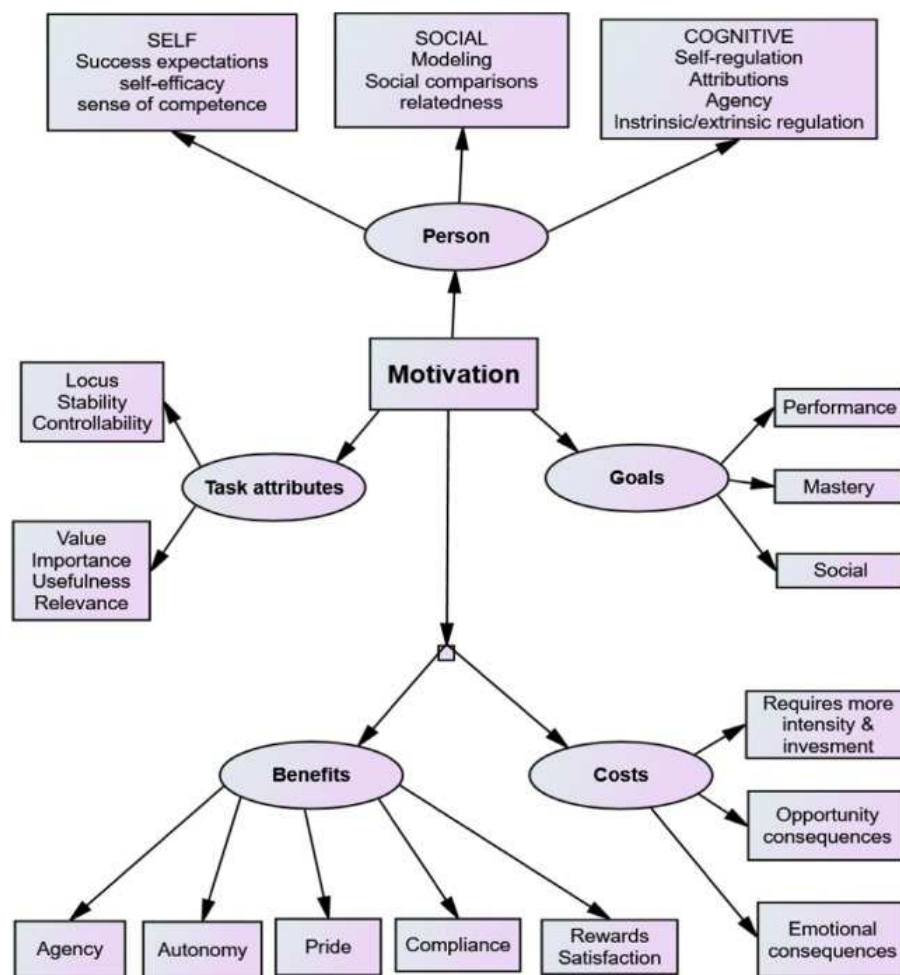 SELF
Success expectations
self-efficacy
sense of competence
SOCIAL
Modeling
Social comparisons
relatedness
COGNITIVE
Self-regulation
Attributions
Agency
Instrinsic/extrinsic regulation
Person
Motivation
Locus
Stability
Controllability
Task attributes
Value
Importance
Usefulness
Relevance
Goals
Performance
Mastery
Social
Benefits
Agency
Autonomy
Pride
Compliance
Rewards
Satisfaction
Costs
Requires more
intensity &
invesment
Opportunity
consequences
Emotional
consequences